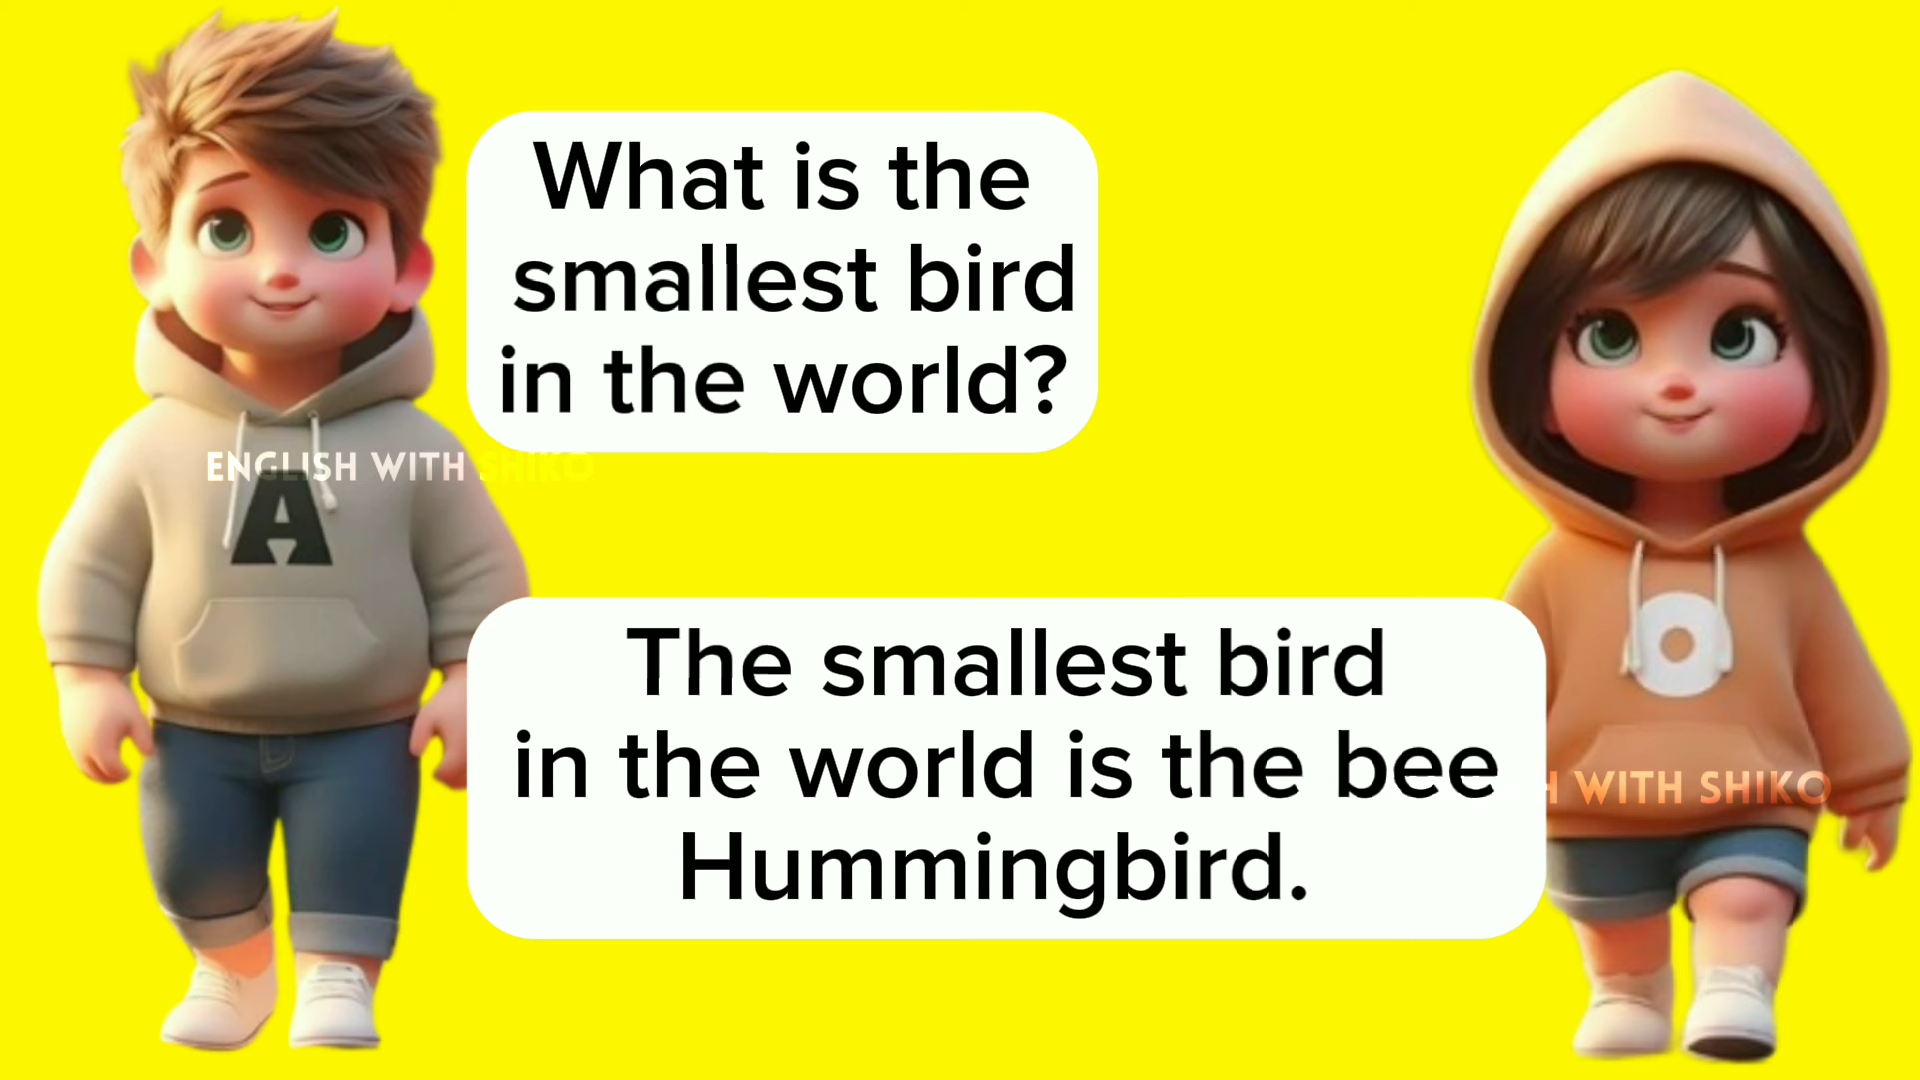 What is the
smallest bird
in the world?
ENGLISH WITH SHIKO
A
The smallest bird
in the world is the bee
Hummingbird.
H WITH SHIKO
O